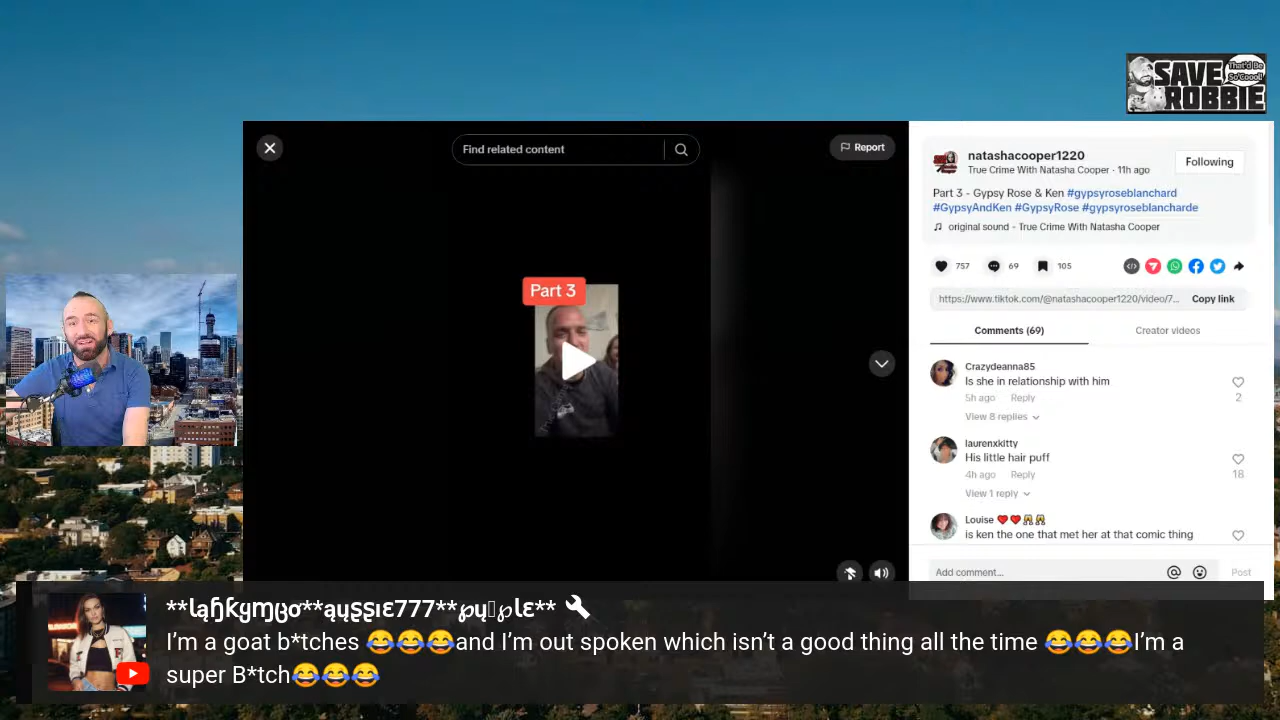 That'd Be
So Coool!
SAVE
ROBBIE
Find related content
Report
natashacooper1220
True Crime With Natasha Cooper · 11h ago
Following
Part 3 - Gypsy Rose & Ken #gypsyroseblanchard
#GypsyAndKen #GypsyRose #gypsyroseblancharde
original sound - True Crime With Natasha Cooper
757
69
105
https://www.tiktok.com/@natashacooper1220/video/7...
Copy link
Comments (69)
Creator videos
Part 3
Crazydeanna85
Is she in relationship with him
5h ago Reply
2
View 8 replies
laurenxkitty
His little hair puff
4h ago Reply
18
View 1 reply
Louise ❤️❤️🥂🥂
is ken the one that met her at that comic thing
Add comment...
Post
I'm a goat b*tches 😂😂😂and I'm out spoken which isn't a good thing all the time 😂😂😂I'm a
super B*tch😂😂😂